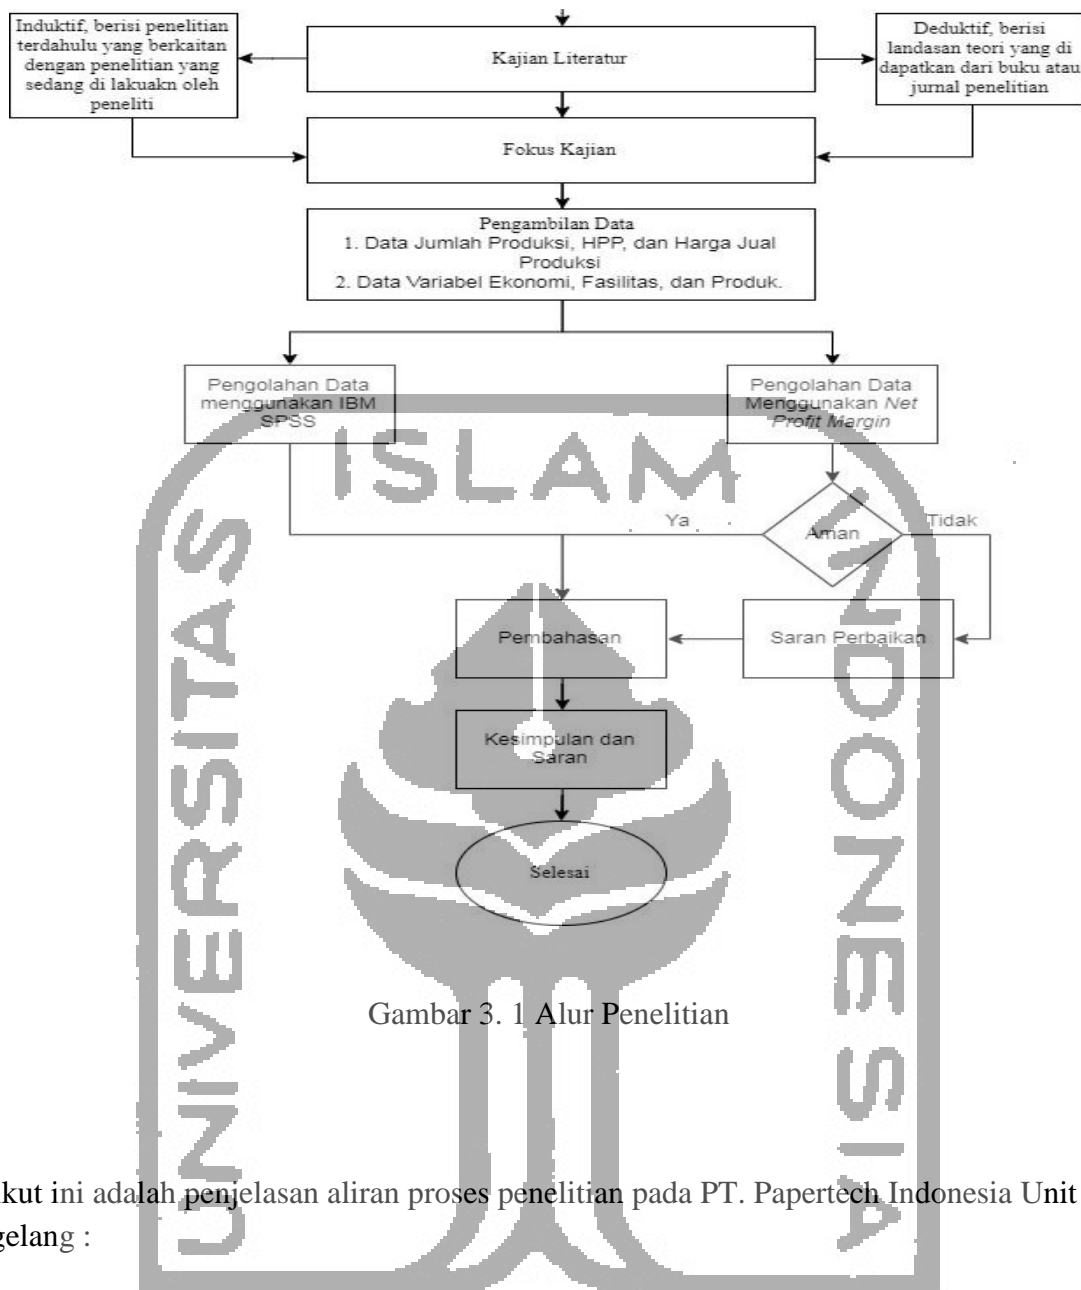 Induktif, berisi penelitian
terdahulu yang berkaitan
dengan penelitian yang
sedang di lakuakn oleh
peneliti
Kajian Literatur
Deduktif, berisi
landasan teori yang di
dapatkan dari buku atau
jurnal penelitian
Fokus Kajian
Pengambilan Data
1. Data Jumlah Produksi, HPP, dan Harga Jual
Produksi
2. Data Variabel Ekonomi, Fasilitas, dan Produk.
Pengolahan Data
menggunakan IBM
SPSS
Pengolahan Data
Menggunakan Net
Profit Margin
Ya
Aman
Tidak
Pembahasan
Saran Perbaikan
Kesimpulan dan
Saran
Selesai
Gambar 3. 1 Alur Penelitian
kut ini adalah penjelasan aliran proses penelitian pada PT. Papertech Indonesia Unit
gelang :
UNIVERSITAS
ISLAM
INDONESIA